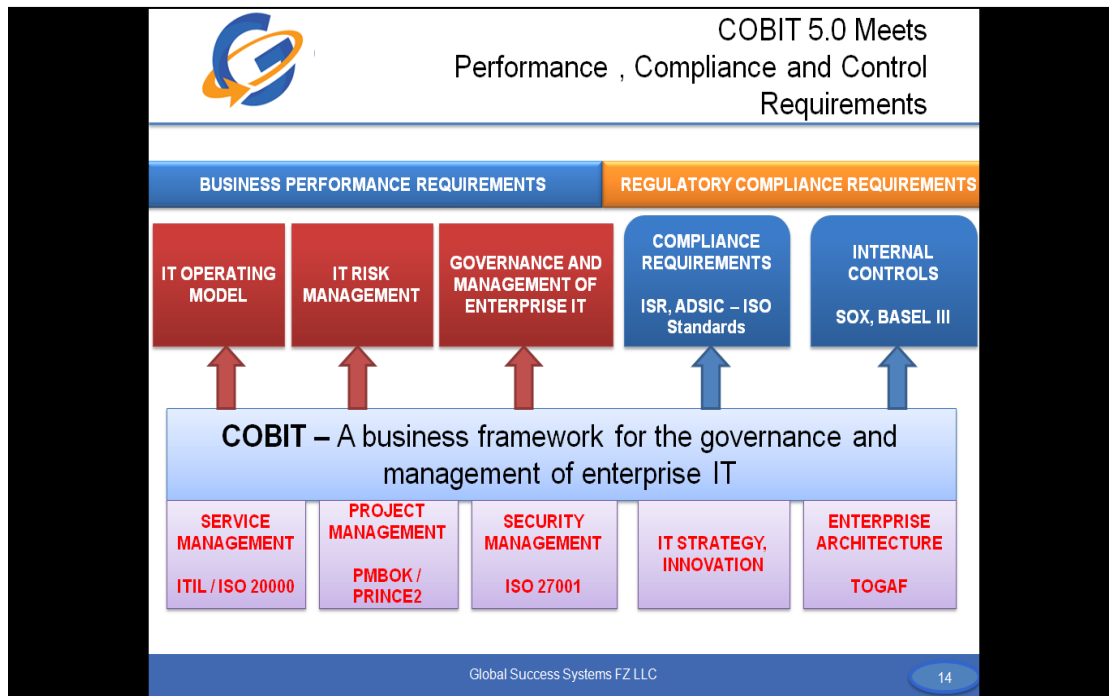 COBIT 5.0 Meets
Performance , Compliance and Control
Requirements
BUSINESS PERFORMANCE REQUIREMENTS
REGULATORY COMPLIANCE REQUIREMENTS
IT OPERATING
MODEL
IT RISK
MANAGEMENT
GOVERNANCE AND
MANAGEMENT OF
ENTERPRISE IT
COMPLIANCE
REQUIREMENTS
ISR, ADSIC – ISO
Standards
INTERNAL
CONTROLS
SOX, BASEL III
COBIT – A business framework for the governance and
management of enterprise IT
SERVICE
MANAGEMENT
ITIL / ISO 20000
PROJECT
MANAGEMENT
PMBOK /
PRINCE2
SECURITY
MANAGEMENT
ISO 27001
IT STRATEGY,
INNOVATION
ENTERPRISE
ARCHITECTURE
TOGAF
Global Success Systems FZ LLC
14